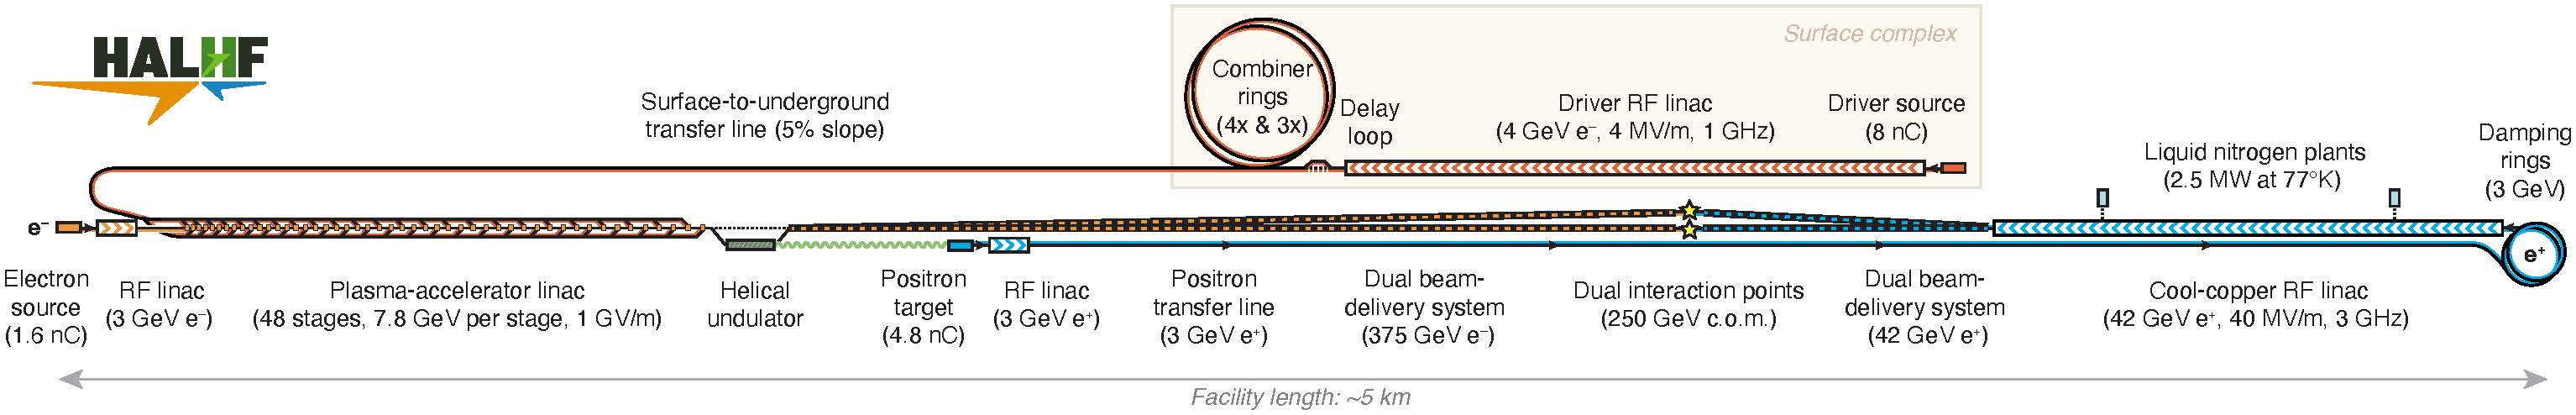 HALHF
Surface complex
Combiner
rings
(4x & 3x)
Delay
loop
Driver RF linac
(4 GeV e⁻, 4 MV/m, 1 GHz)
Driver source
(8 nC)
Surface-to-underground
transfer line (5% slope)
Liquid nitrogen plants
(2.5 MW at 77°K)
Damping
rings
(3 GeV)
e⁻
e⁺
Electron
source
(1.6 nC)
RF linac
(3 GeV e⁻)
Plasma-accelerator linac
(48 stages, 7.8 GeV per stage, 1 GV/m)
Helical
undulator
Positron
target
(4.8 nC)
RF linac
(3 GeV e⁺)
Positron
transfer line
(3 GeV e⁺)
Dual beam-
delivery system
(375 GeV e⁻)
Dual interaction points
(250 GeV c.o.m.)
Dual beam-
delivery system
(42 GeV e⁺)
Cool-copper RF linac
(42 GeV e⁺, 40 MV/m, 3 GHz)
Facility length: ~5 km